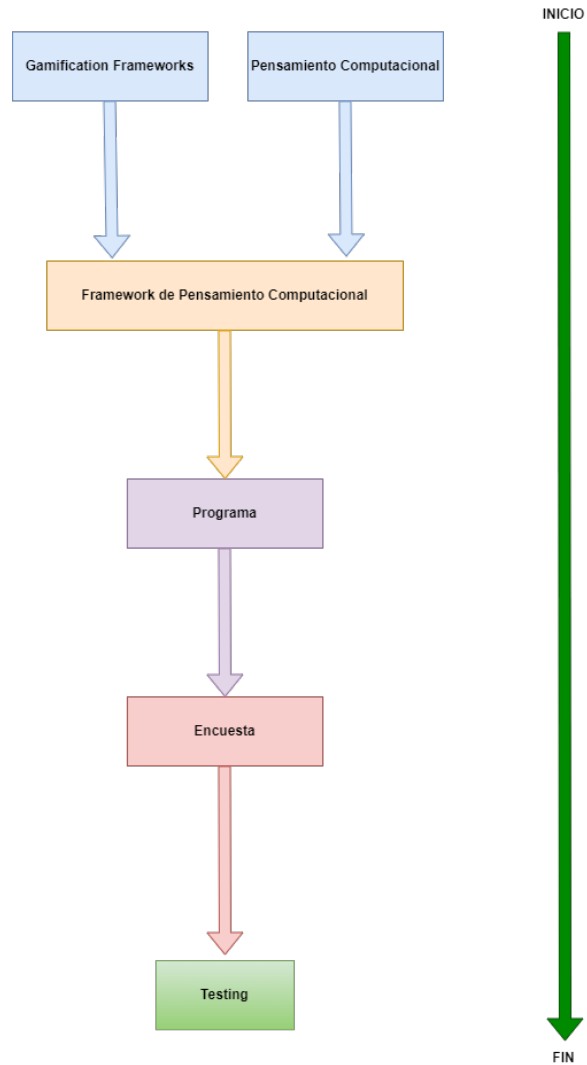 INICIO
Gamification Frameworks
Pensamiento Computacional
Framework de Pensamiento Computacional
Programa
Encuesta
Testing
FIN